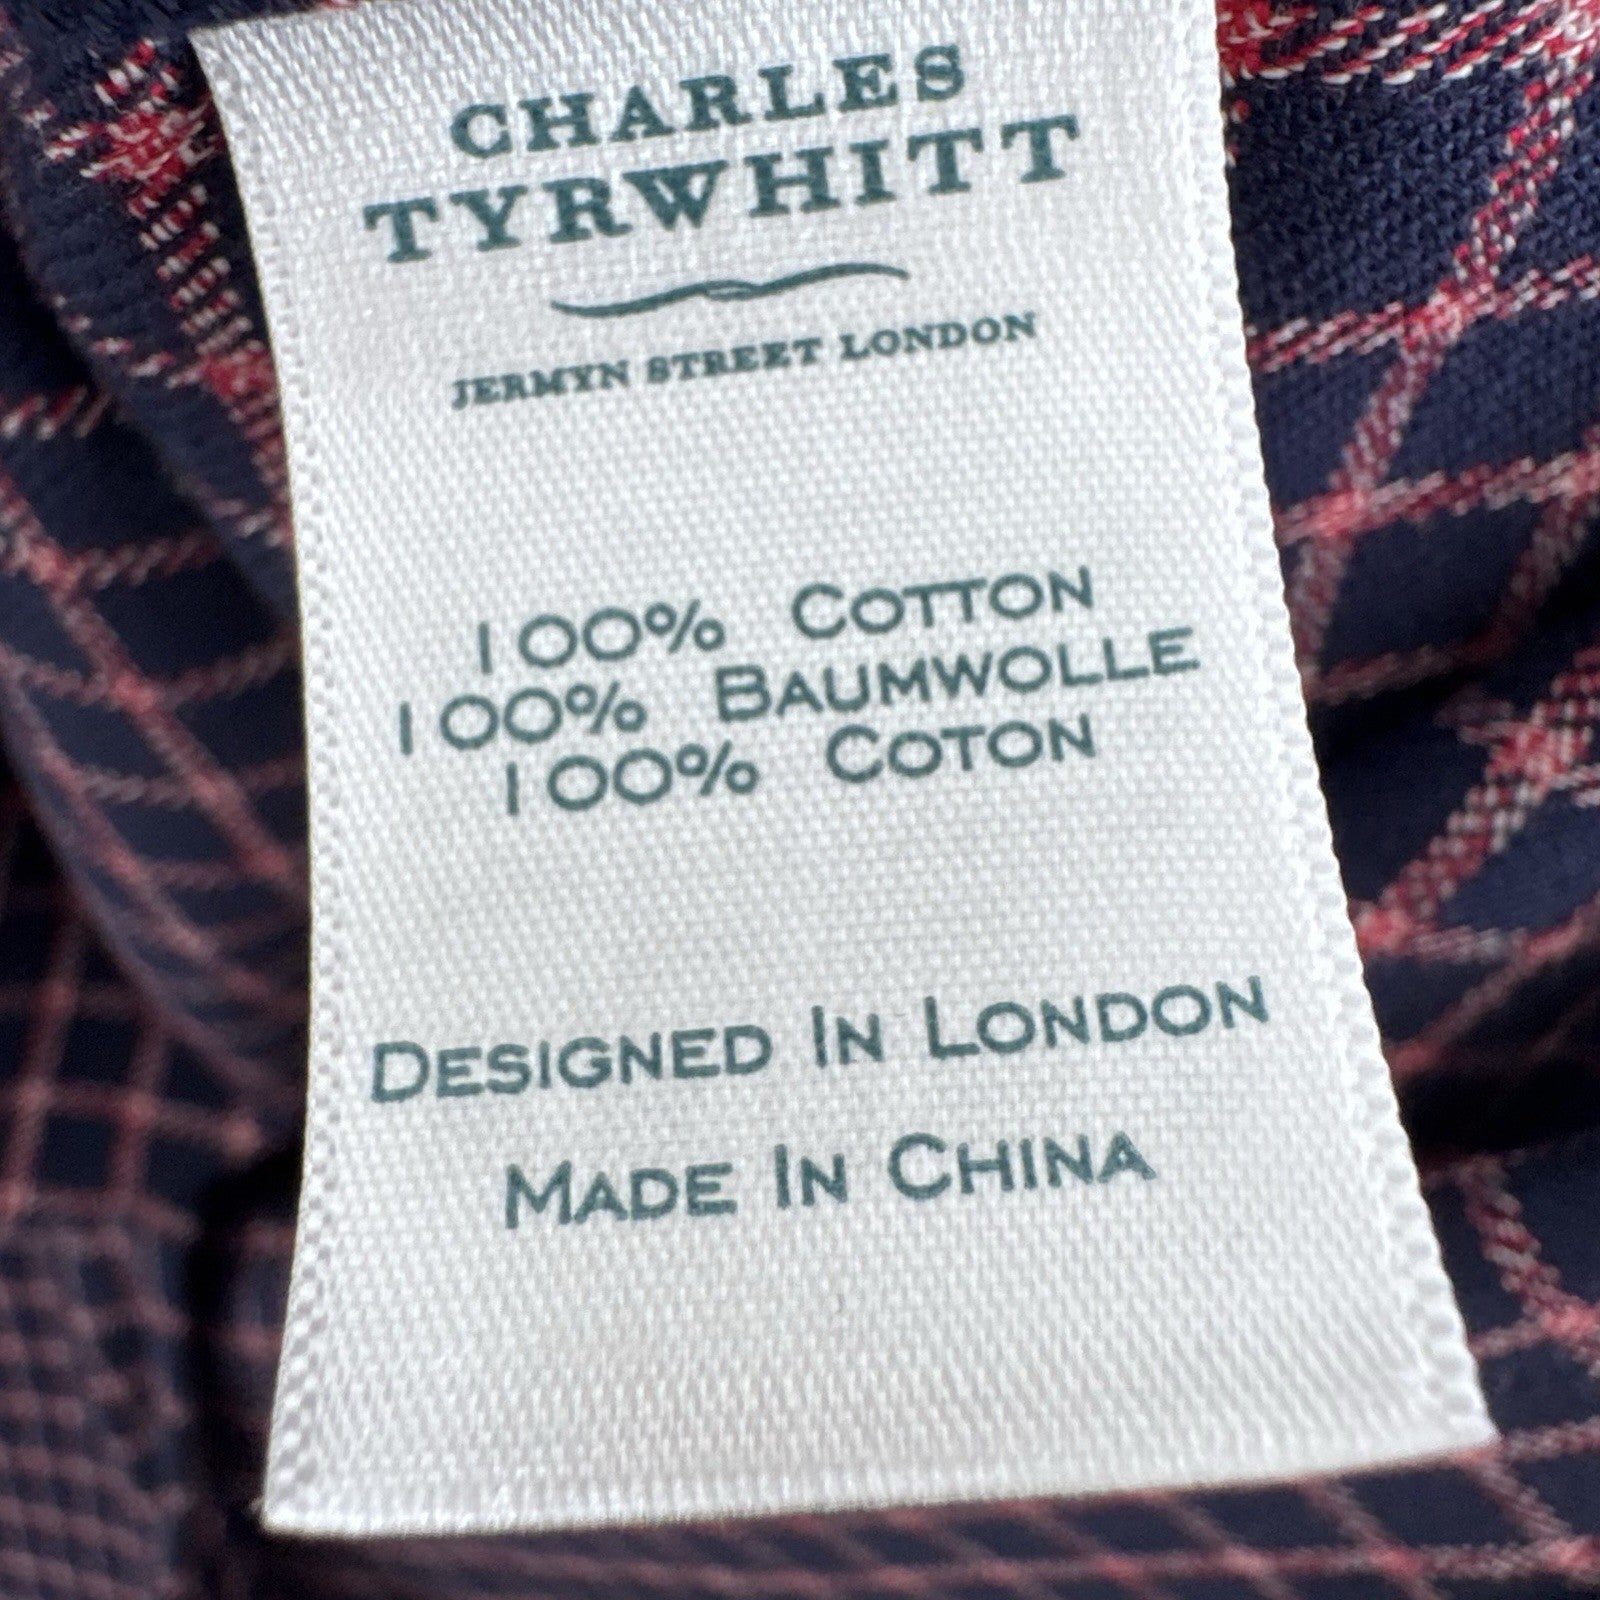 CHARLES
TYRWHITT
JERMYN STREET LONDON
100% COTTON
100% BAUMWOLLE
100% COTON
DESIGNED IN LONDON
MADE IN CHINA